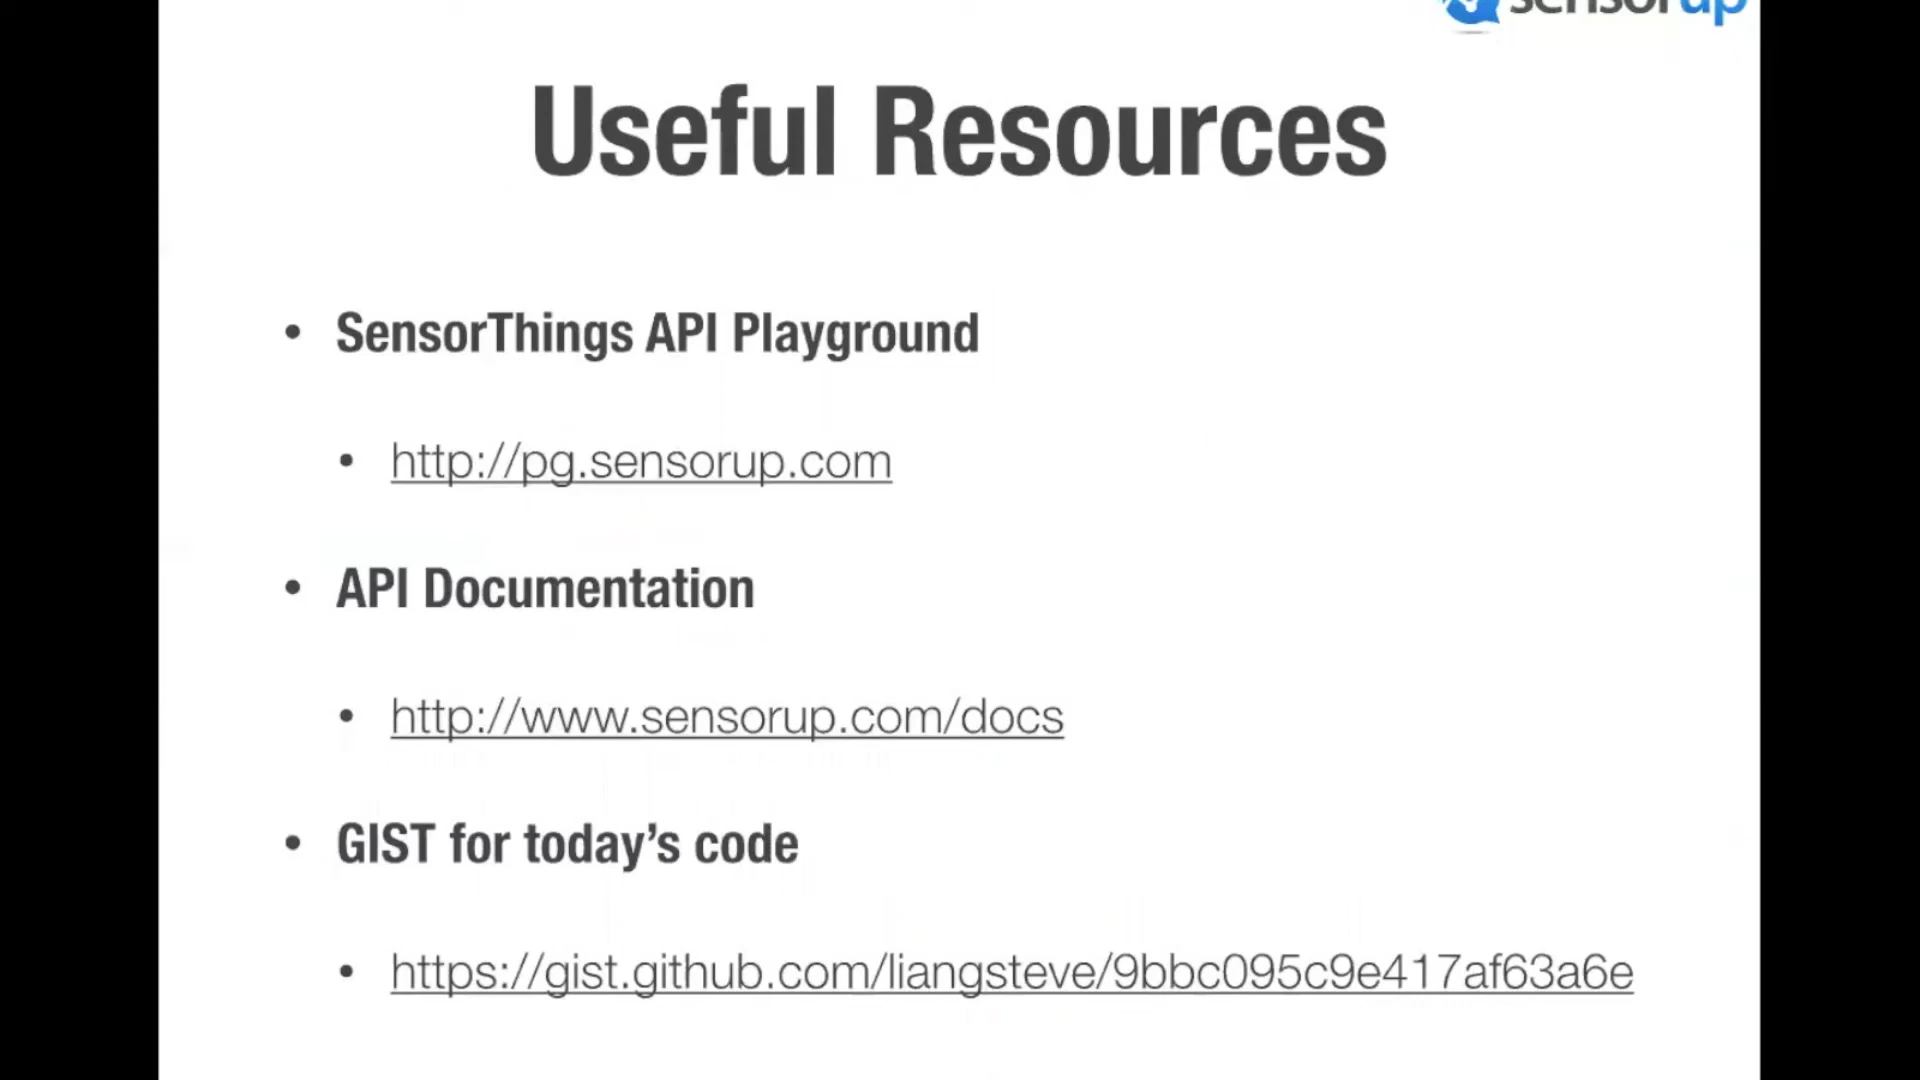 sensorup
Useful Resources
• SensorThings API Playground
• http://pg.sensorup.com
• API Documentation
• http://www.sensorup.com/docs
• GIST for today’s code
• https://gist.github.com/liangsteve/9bbc095c9e417af63a6e